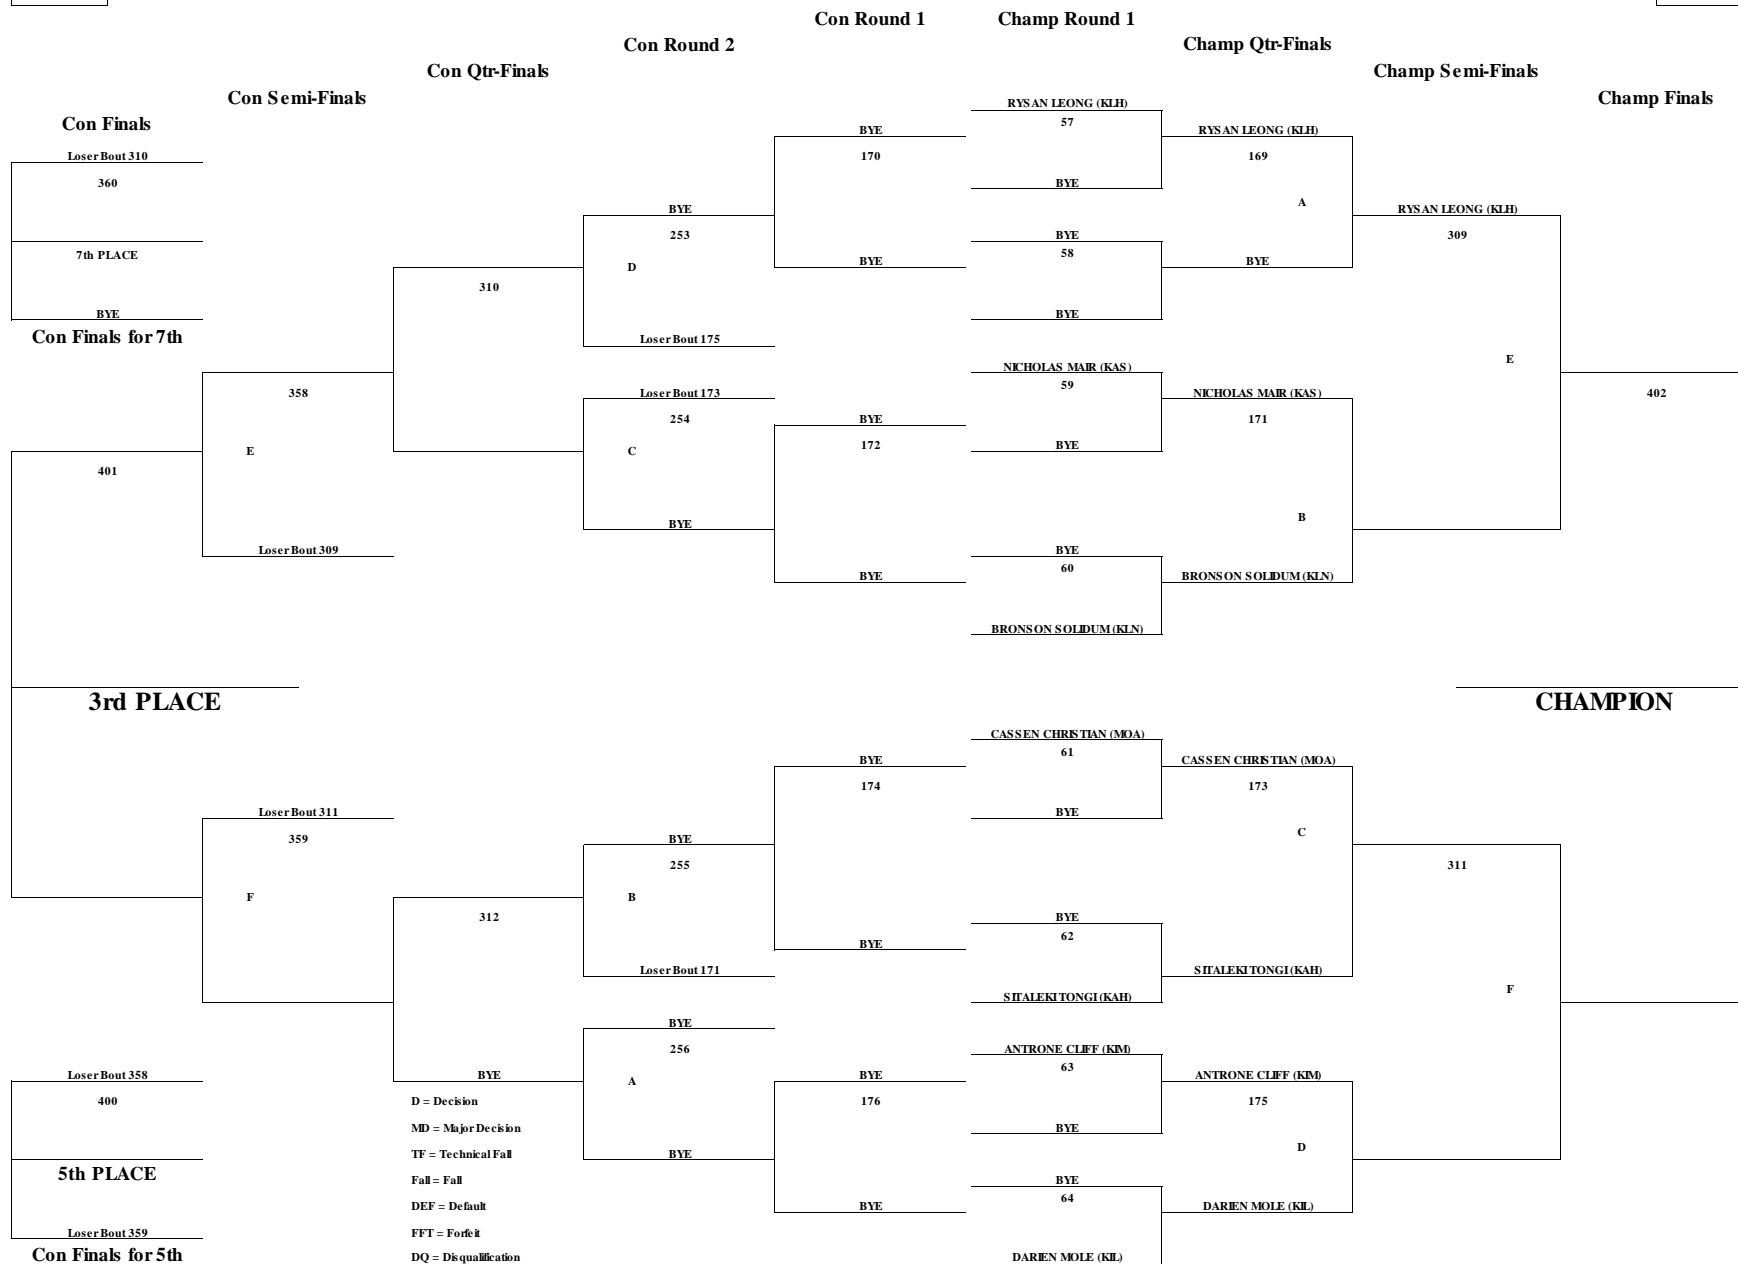 Con Round 1
Champ Round 1
Con Round 2
Champ Qtr-Finals
Con Qtr-Finals
Champ Semi-Finals
Con Semi-Finals
Champ Finals
Con Finals
RYSAN LEONG (KLH)
57
BYE
RYSAN LEONG (KLH)
Loser Bout 310
170
169
360
BYE
A
BYE
RYSAN LEONG (KLH)
253
BYE
309
7th PLACE
58
D
BYE
BYE
310
BYE
BYE
Con Finals for 7th
Loser Bout 175
E
NICHOLAS MAIR (KAS)
59
358
Loser Bout 173
NICHOLAS MAIR (KAS)
402
254
BYE
171
E
C
172
BYE
401
B
BYE
Loser Bout 309
BYE
60
BYE
BRONSON SOLIDUM (KLN)
BRONSON SOLIDUM (KLN)
3rd PLACE
CHAMPION
CASSEN CHRISTIAN (MOA)
61
BYE
CASSEN CHRISTIAN (MOA)
174
173
Loser Bout 311
BYE
359
BYE
C
255
311
F
B
312
BYE
62
BYE
Loser Bout 171
SITALEKI TONGI (KAH)
F
SITALEKI TONGI (KAH)
BYE
256
ANTRONE CLIFF (KIM)
63
Loser Bout 358
BYE
A
BYE
ANTRONE CLIFF (KIM)
400
D = Decision
176
175
MD = Major Decision
BYE
D
TF = Technical Fall
BYE
5th PLACE
Fall = Fall
BYE
64
DEF = Default
BYE
DARIEN MOLE (KIL)
Loser Bout 359
FFT = Forfeit
Con Finals for 5th
DQ = Disqualification
DARIEN MOLE (KIL)